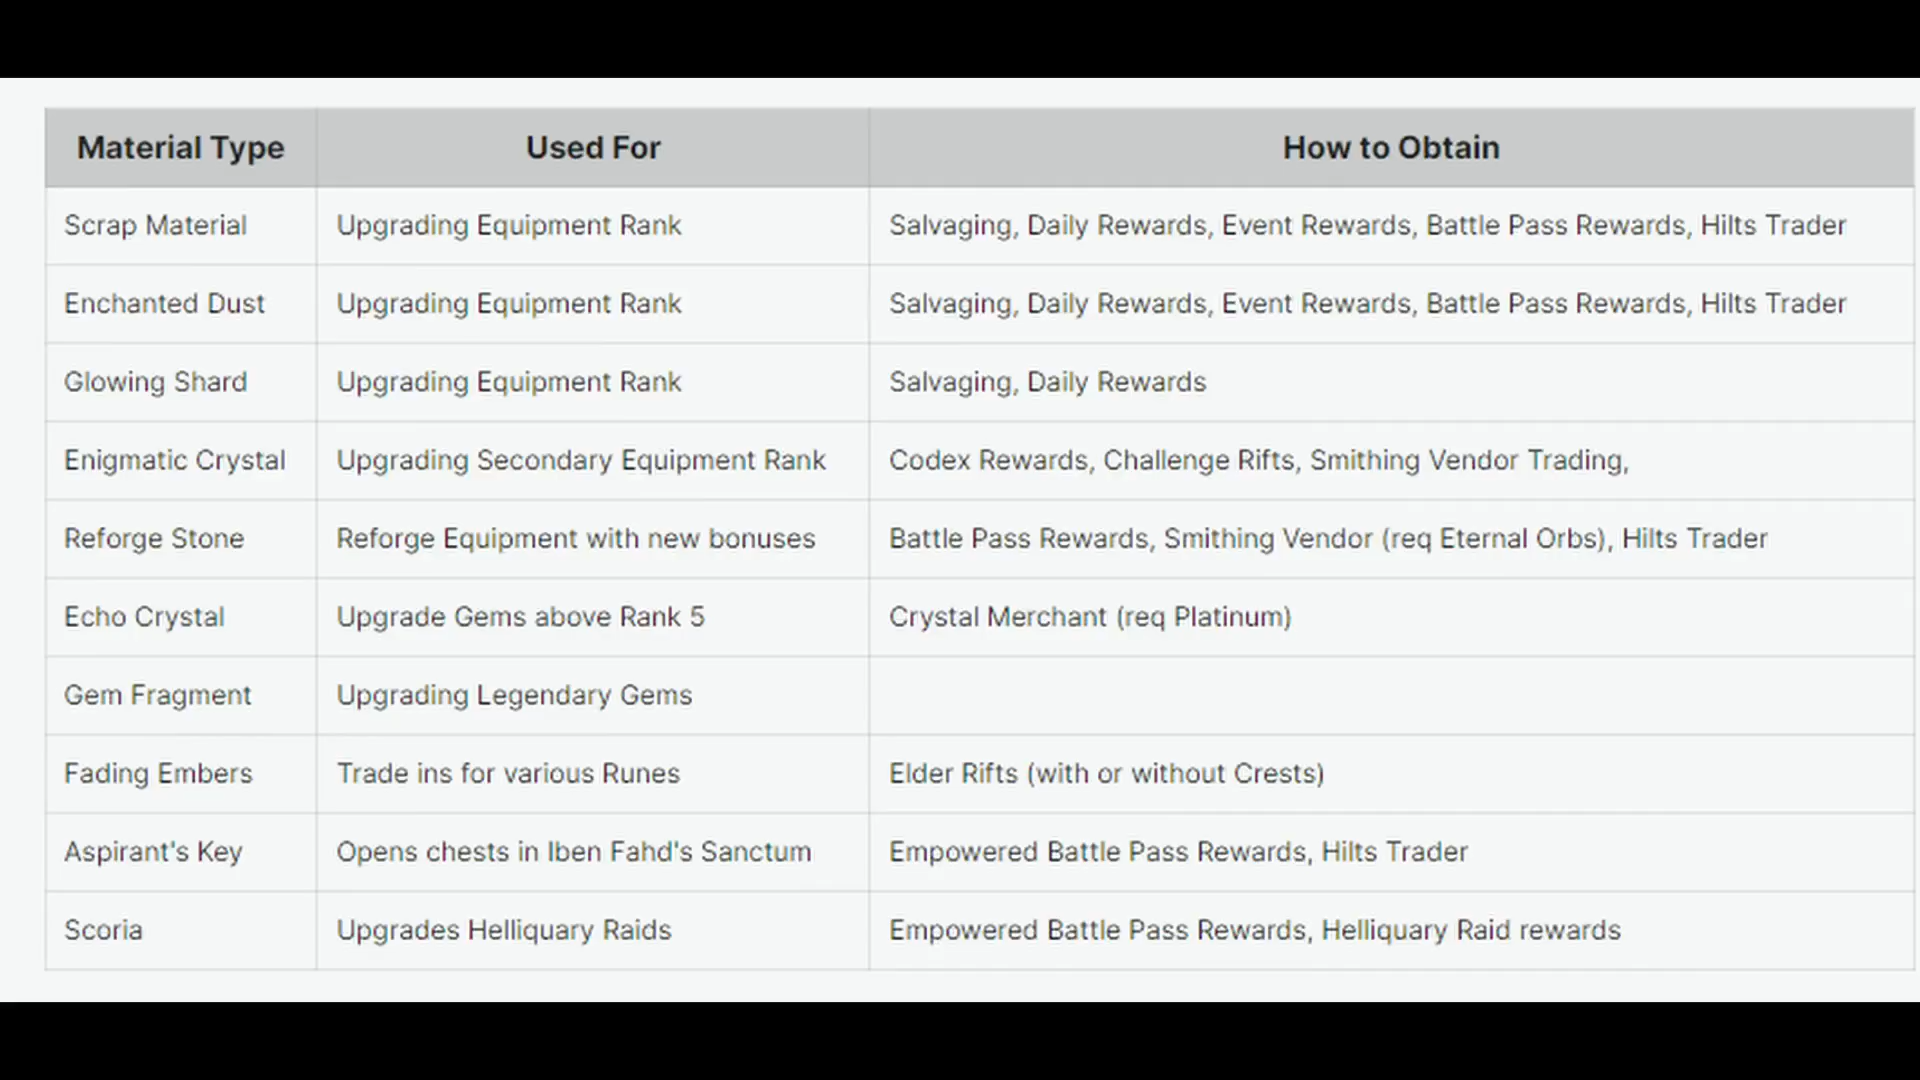 Material Type Used For How to Obtain
Scrap Material Upgrading Equipment Rank Salvaging, Daily Rewards, Event Rewards, Battle Pass Rewards, Hilts Trader
Enchanted Dust Upgrading Equipment Rank Salvaging, Daily Rewards, Event Rewards, Battle Pass Rewards, Hilts Trader
Glowing Shard Upgrading Equipment Rank Salvaging, Daily Rewards
Enigmatic Crystal Upgrading Secondary Equipment Rank Codex Rewards, Challenge Rifts, Smithing Vendor Trading,
Reforge Stone Reforge Equipment with new bonuses Battle Pass Rewards, Smithing Vendor (req Eternal Orbs), Hilts Trader
Echo Crystal Upgrade Gems above Rank 5 Crystal Merchant (req Platinum)
Gem Fragment Upgrading Legendary Gems
Fading Embers Trade ins for various Runes Elder Rifts (with or without Crests)
Aspirant's Key Opens chests in Iben Fahd's Sanctum Empowered Battle Pass Rewards, Hilts Trader
Scoria Upgrades Helliquary Raids Empowered Battle Pass Rewards, Helliquary Raid rewards